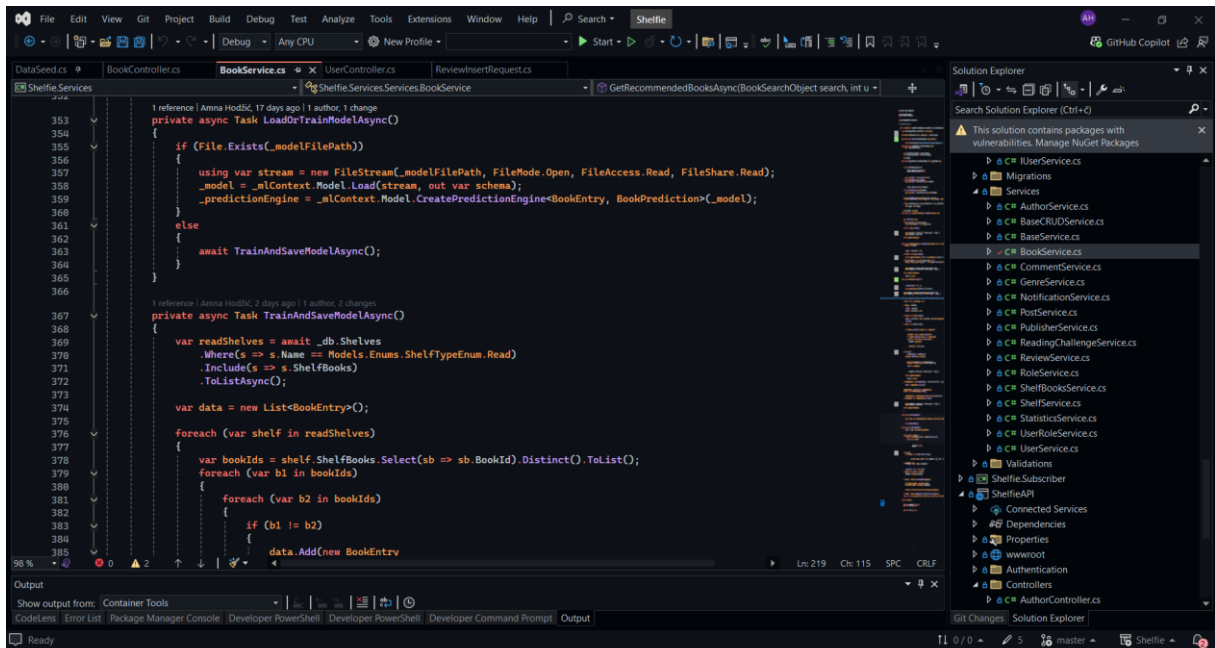 File Edit View Git Project Build Debug Test Analyze Tools Extensions Window Help Search Shelfie AH
Debug Any CPU New Profile Start GitHub Copilot
DataSeed.cs BookController.cs BookService.cs UserController.cs ReviewInsertRequest.cs
Shelfie.Services Shelfie.Services.Services.BookService GetRecommendedBooksAsync(BookSearchObject search, int u
352
1 reference | Amna Hodžić, 17 days ago | 1 author, 1 change
353 private async Task LoadOrTrainModelAsync()
354 {
355 if (File.Exists(_modelFilePath))
356 {
357 using var stream = new FileStream(_modelFilePath, FileMode.Open, FileAccess.Read, FileShare.Read);
358 _model = _mlContext.Model.Load(stream, out var schema);
359 _predictionEngine = _mlContext.Model.CreatePredictionEngine<BookEntry, BookPrediction>(_model);
360 }
361 else
362 {
363 await TrainAndSaveModelAsync();
364 }
365 }
366
1 reference | Amna Hodžić, 2 days ago | 1 author, 2 changes
367 private async Task TrainAndSaveModelAsync()
368 {
369 var readShelves = await _db.Shelves
370 .Where(s => s.Name == Models.Enums.ShelfTypeEnum.Read)
371 .Include(s => s.ShelfBooks)
372 .ToListAsync();
373
374 var data = new List<BookEntry>();
375
376 foreach (var shelf in readShelves)
377 {
378 var bookIds = shelf.ShelfBooks.Select(sb => sb.BookId).Distinct().ToList();
379 foreach (var b1 in bookIds)
380 {
381 foreach (var b2 in bookIds)
382 {
383 if (b1 != b2)
384 {
385 data.Add(new BookEntry
98 % 0 2 Ln: 219 Ch: 115 SPC CRLF
Output
Show output from: Container Tools
CodeLens Error List Package Manager Console Developer PowerShell Developer PowerShell Developer Command Prompt Output
Solution Explorer
Search Solution Explorer (Ctrl+č)
This solution contains packages with
vulnerabilities. Manage NuGet Packages
C# IUserService.cs
Migrations
Services
C# AuthorService.cs
C# BaseCRUDService.cs
C# BaseService.cs
C# BookService.cs
C# CommentService.cs
C# GenreService.cs
C# NotificationService.cs
C# PostService.cs
C# PublisherService.cs
C# ReadingChallengeService.cs
C# ReviewService.cs
C# RoleService.cs
C# ShelfBooksService.cs
C# ShelfService.cs
C# StatisticsService.cs
C# UserRoleService.cs
C# UserService.cs
Validations
C# Shelfie.Subscriber
ShelfieAPI
Connected Services
Dependencies
Properties
wwwroot
Authentication
Controllers
C# AuthorController.cs
Git Changes Solution Explorer
Ready 0 / 0 5 master Shelfie 2